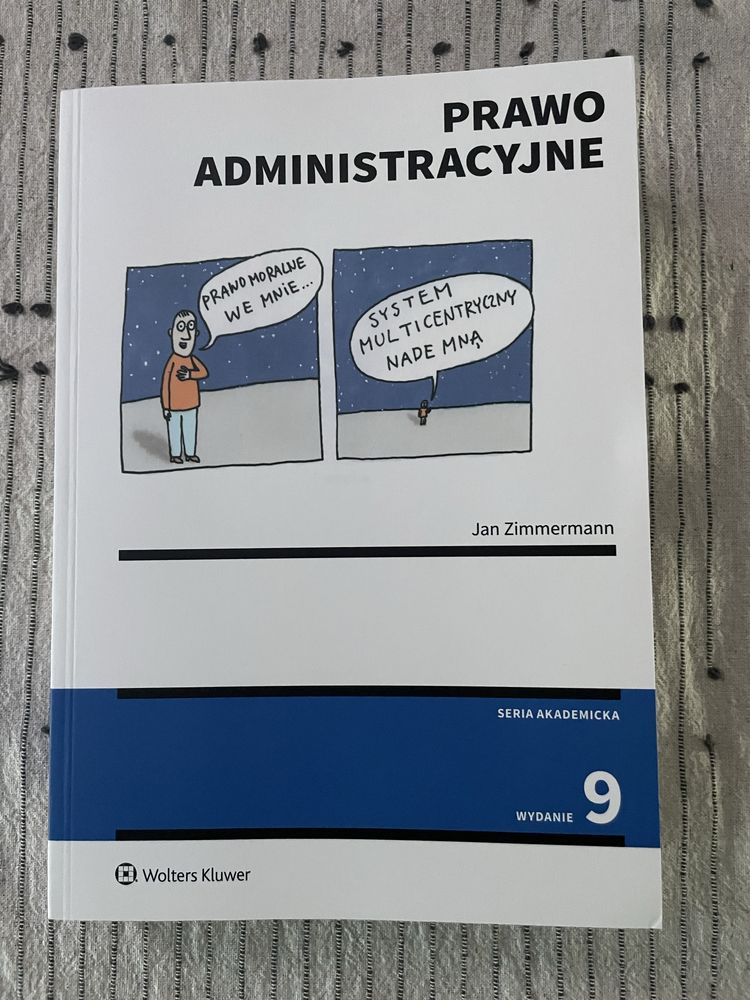 PRAWO
ADMINISTRACYJNE
PRAWO MORALNE
WE MNIE...
SYSTEM
MULTICENTRYCZNY
NADE MNĄ
Jan Zimmermann
SERIA AKADEMICKA
WYDANIE 9
Wolters Kluwer